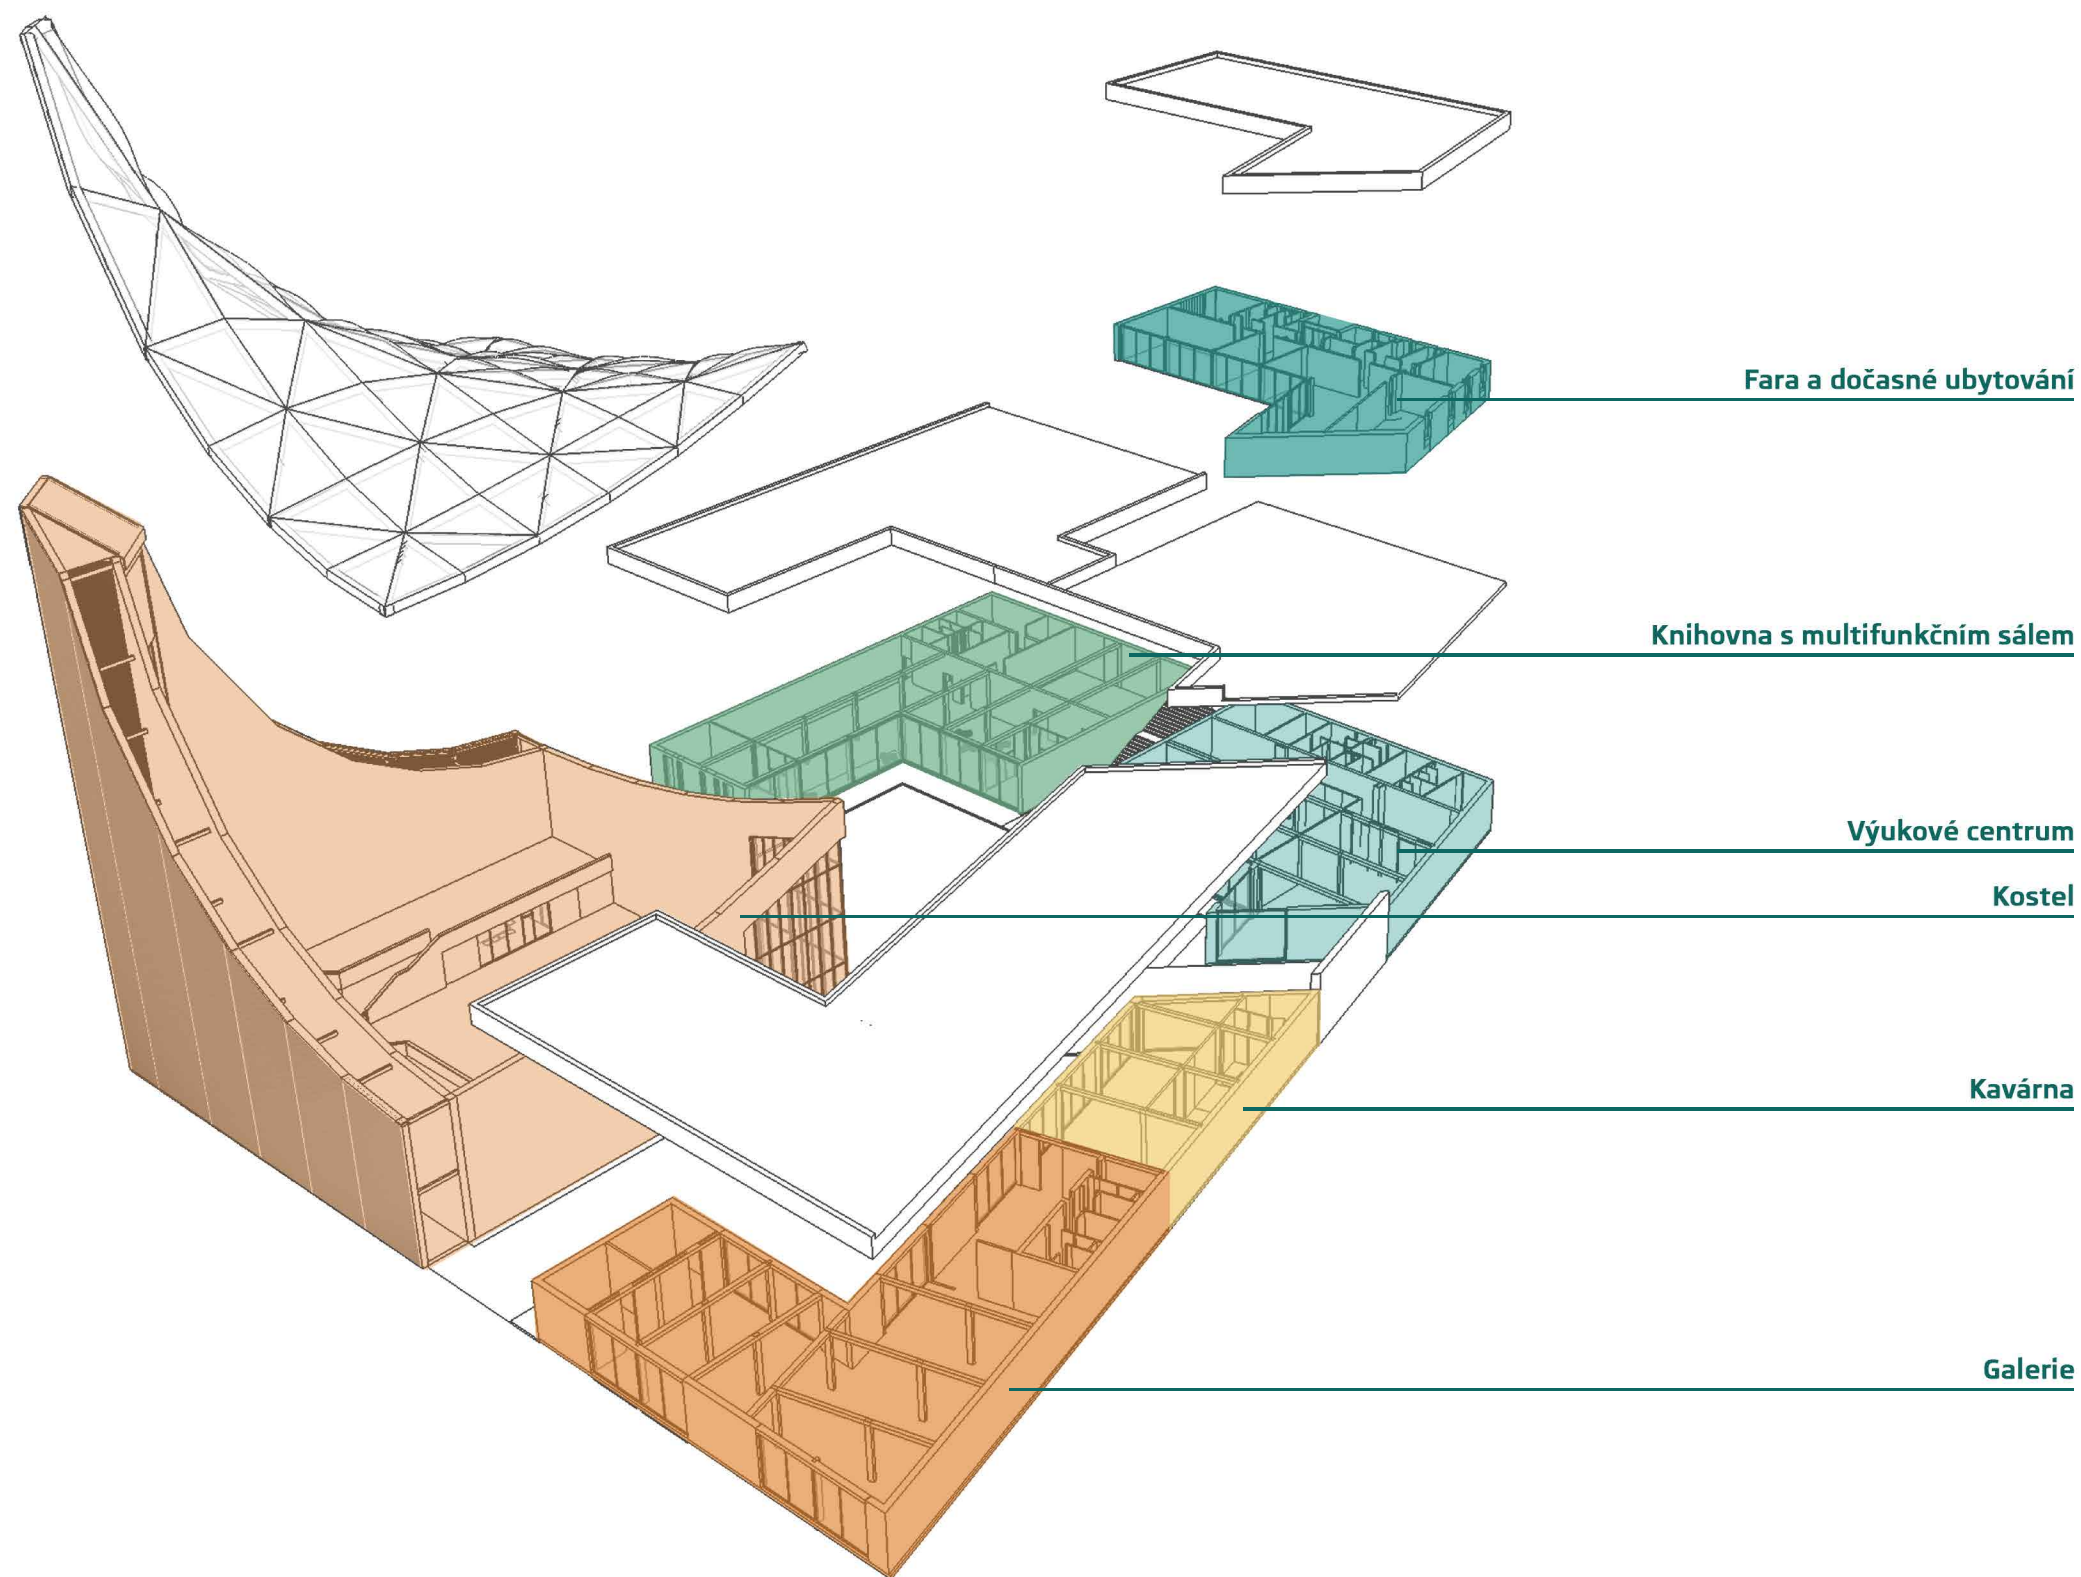 Fara a dočasné ubytování
Knihovna s multifunkčním sálem
Výukové centrum
Kostel
Kavárna
Galerie